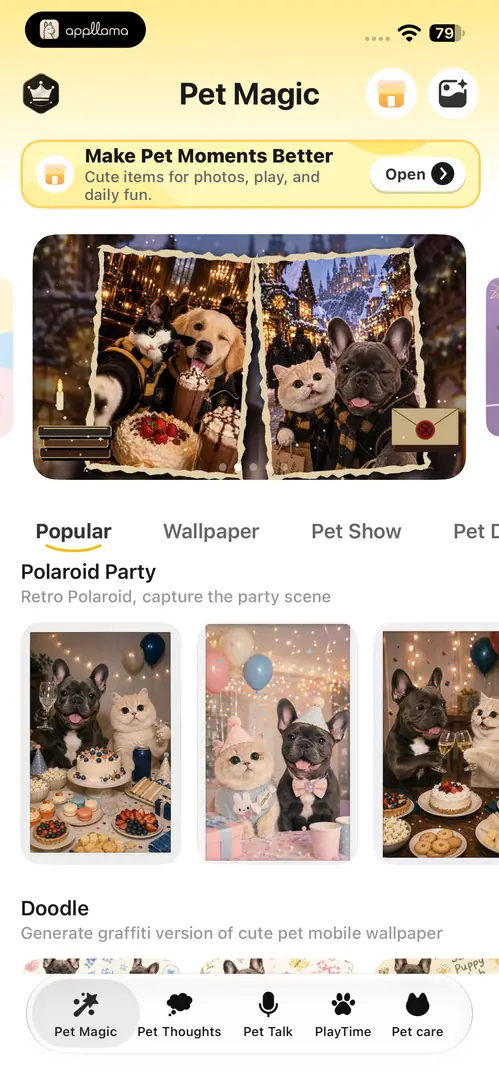 appllama
79
Pet Magic
Make Pet Moments Better
Cute items for photos, play, and
daily fun.
Open
Popular
Wallpaper
Pet Show
Pet D
Polaroid Party
Retro Polaroid, capture the party scene
Doodle
Generate graffiti version of cute pet mobile wallpaper
Puppy
Pet Magic
Pet Thoughts
Pet Talk
PlayTime
Pet care